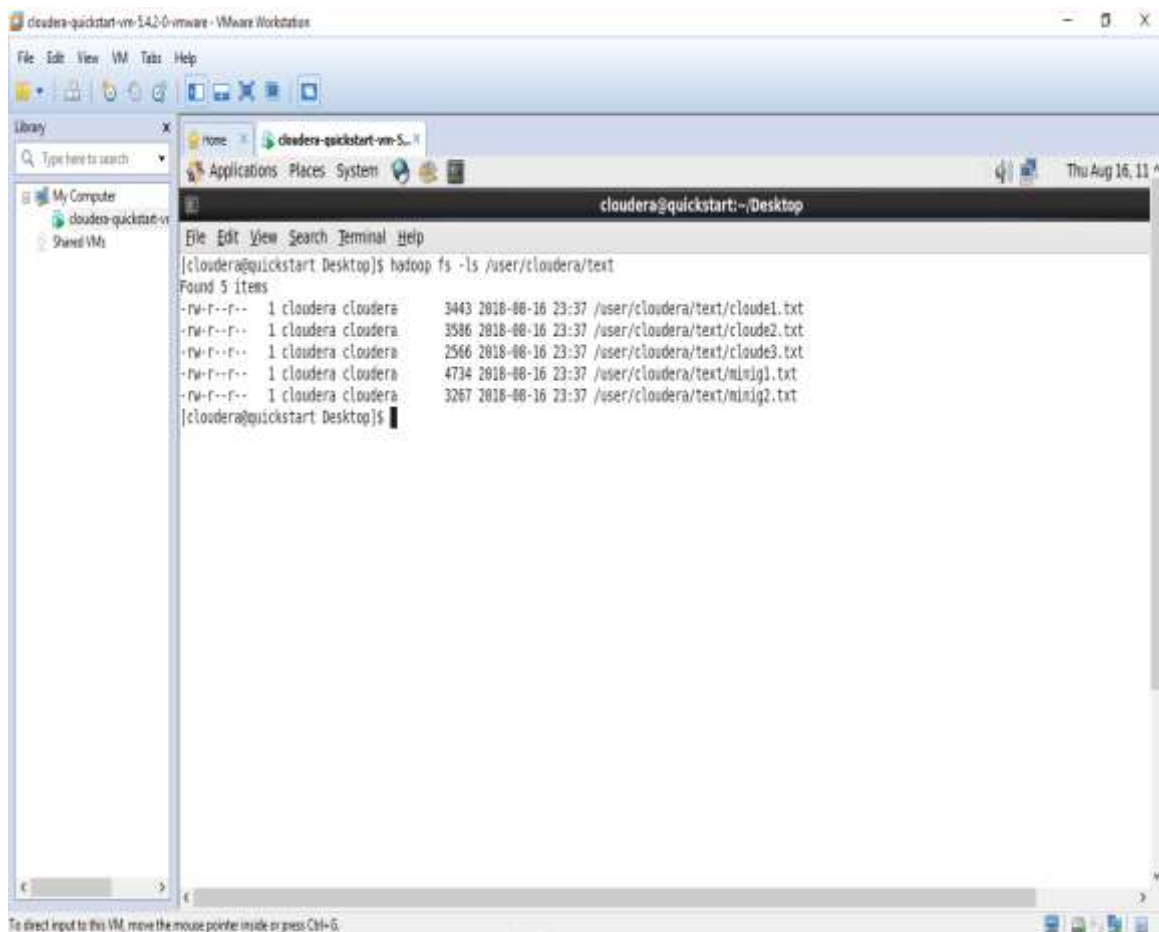 cloudera-quickstart-vm-5.4.2-0-vmware - VMware Workstation
File Edit View VM Tabs Help
Library
Type here to search
My Computer
cloudera-quickstart-vr
Shared VMs
Home
cloudera-quickstart-vm-5...
Applications Places System
Thu Aug 16, 11
cloudera@quickstart:~/Desktop
File Edit View Search Terminal Help
[cloudera@quickstart Desktop]$ hadoop fs -ls /user/cloudera/text
Found 5 items
-rw-r--r-- 1 cloudera cloudera 3443 2018-08-16 23:37 /user/cloudera/text/cloude1.txt
-rw-r--r-- 1 cloudera cloudera 3586 2018-08-16 23:37 /user/cloudera/text/cloude2.txt
-rw-r--r-- 1 cloudera cloudera 2566 2018-08-16 23:37 /user/cloudera/text/cloude3.txt
-rw-r--r-- 1 cloudera cloudera 4734 2018-08-16 23:37 /user/cloudera/text/minig1.txt
-rw-r--r-- 1 cloudera cloudera 3267 2018-08-16 23:37 /user/cloudera/text/minig2.txt
[cloudera@quickstart Desktop]$
To direct input to this VM, move the mouse pointer inside or press Ctrl+G.